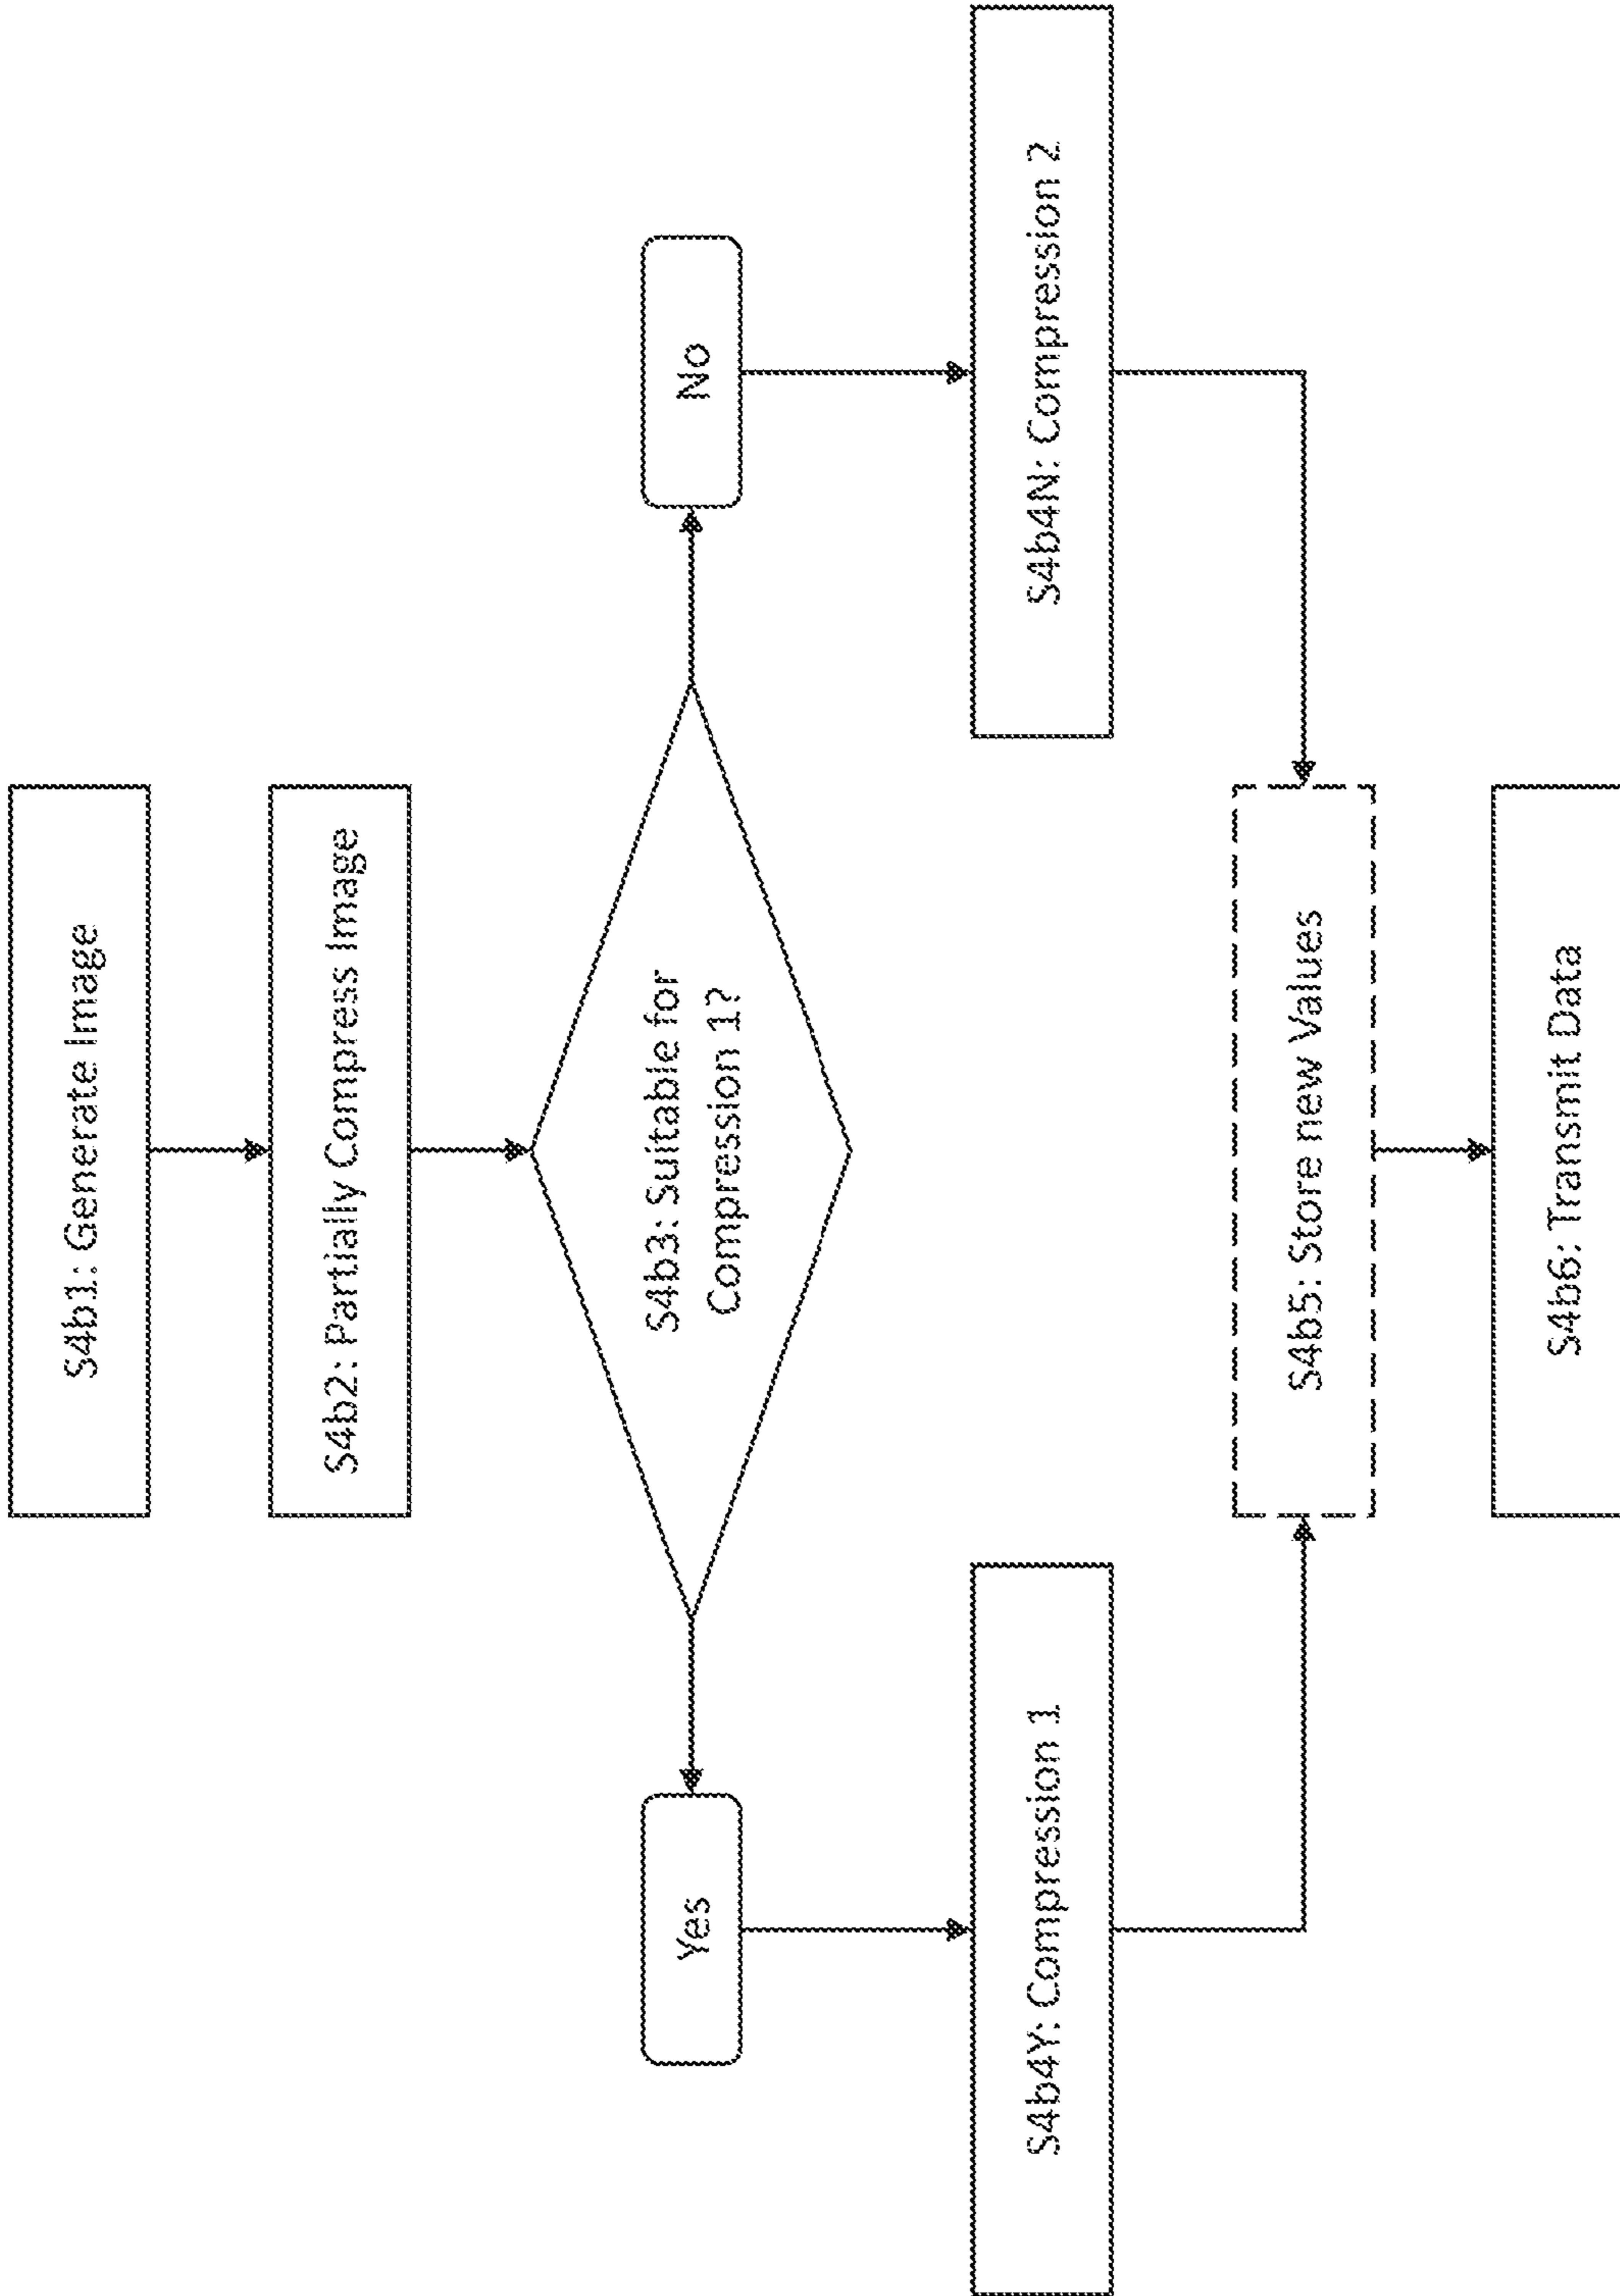 S4b1: Generate Image
S4b2: Partially Compress Image
S4b3: Suitable for
Compression 1?
Yes
No
S4b4Y: Compression 1
S4b4N: Compression 2
S4b5: Store new Values
S4b6: Transmit Data